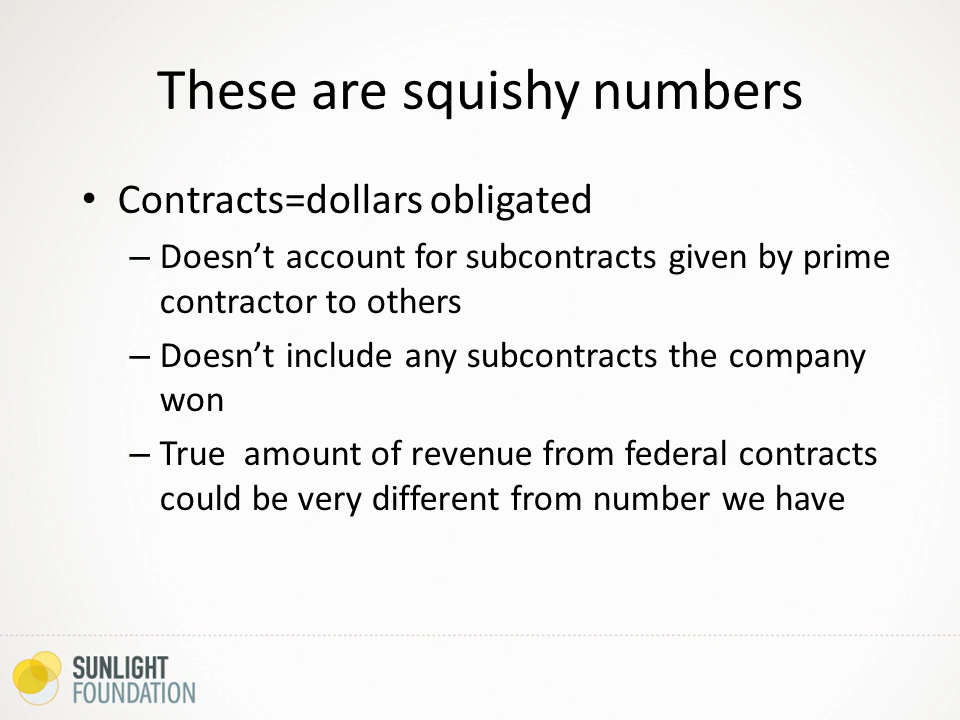 These are squishy numbers
• Contracts=dollars obligated
– Doesn’t account for subcontracts given by prime
contractor to others
– Doesn’t include any subcontracts the company
won
– True  amount of revenue from federal contracts
could be very different from number we have
SUNLIGHT
FOUNDATION